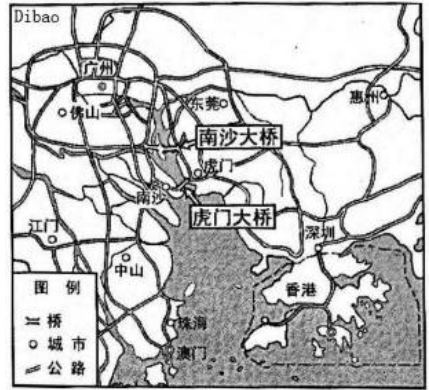 Dibao
广州
东莞
惠州
佛山
南沙大桥
虎门
南沙
虎门大桥
江门
深圳
中山
香港
图例
桥
珠海
城市
澳门
公路